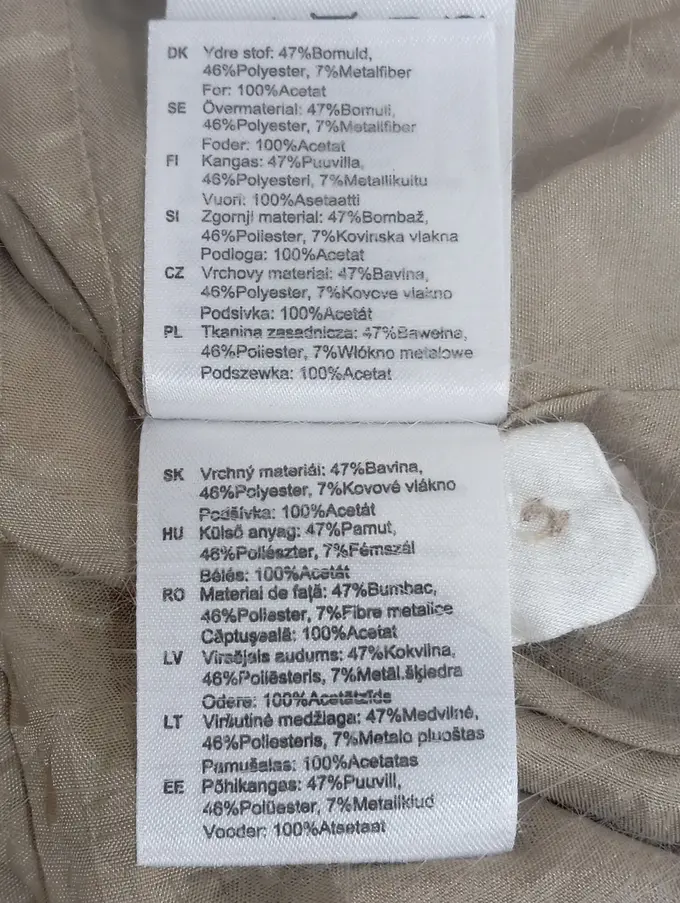 DK Ydre stof: 47%Bomuld,
46%Polyester, 7%Metalfiber
For: 100%Acetat
SE Övermaterial: 47%Bomull,
46%Polyester, 7%Metallfiber
Foder: 100%Acetat
FI Kangas: 47%Puuvilla,
46%Polyesteri, 7%Metallikuitu
Vuori: 100%Asetaatti
SI Zgornji material: 47%Bombaž,
46%Poliester, 7%Kovinska vlakna
Podloga: 100%Acetat
CZ Vrchovy material: 47%Bavlna,
46%Polyester, 7%Kovove vlakno
Podsivka: 100%Acetát
PL Tkanina zasadnicza: 47%Bawełna,
46%Poliester, 7%Włókno metalowe
Podszewka: 100%Acetat
SK Vrchný materiál: 47%Bavlna,
46%Polyester, 7%Kovové vlákno
Podšívka: 100%Acetát
HU Külső anyag: 47%Pamut,
46%Poliészter, 7%Fémszál
Bélés: 100%Acetát
RO Material de faţă: 47%Bumbac,
46%Poliester, 7%Fibre metalice
Căptuşeală: 100%Acetat
LV Virsējais audums: 47%Kokvilna,
46%Poliēsteris, 7%Metāl.šķiedra
Odere: 100%Acetātzīds
LT Viršutinė medžiaga: 47%Medvilnė,
46%Poliesteris, 7%Metalo pluoštas
Pamušalas: 100%Acetatas
EE Põhikangas: 47%Puuvill,
46%Polüester, 7%Metallkiud
Vooder: 100%Atsetaat